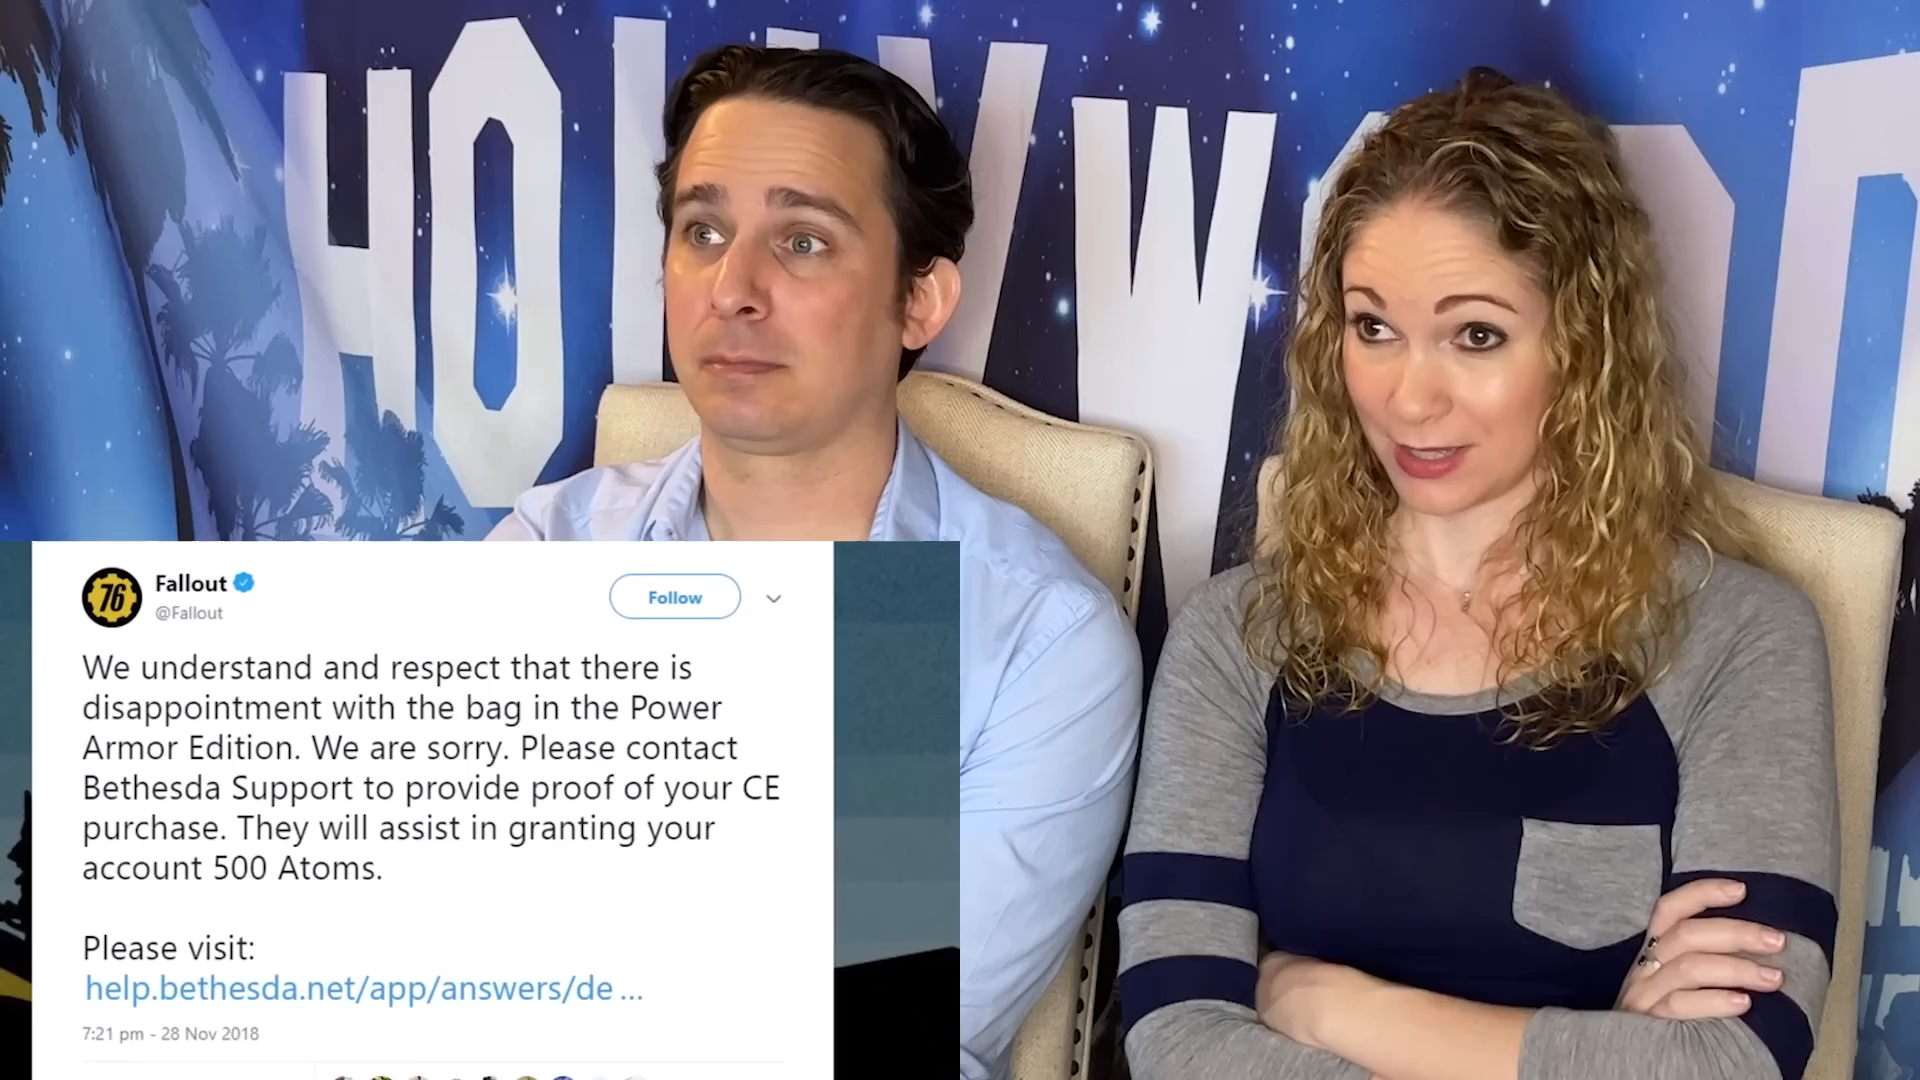 HOLLYWOOD
76
Fallout
@Fallout
Follow
We understand and respect that there is
disappointment with the bag in the Power
Armor Edition. We are sorry. Please contact
Bethesda Support to provide proof of your CE
purchase. They will assist in granting your
account 500 Atoms.
Please visit:
help.bethesda.net/app/answers/de ...
7:21 pm - 28 Nov 2018